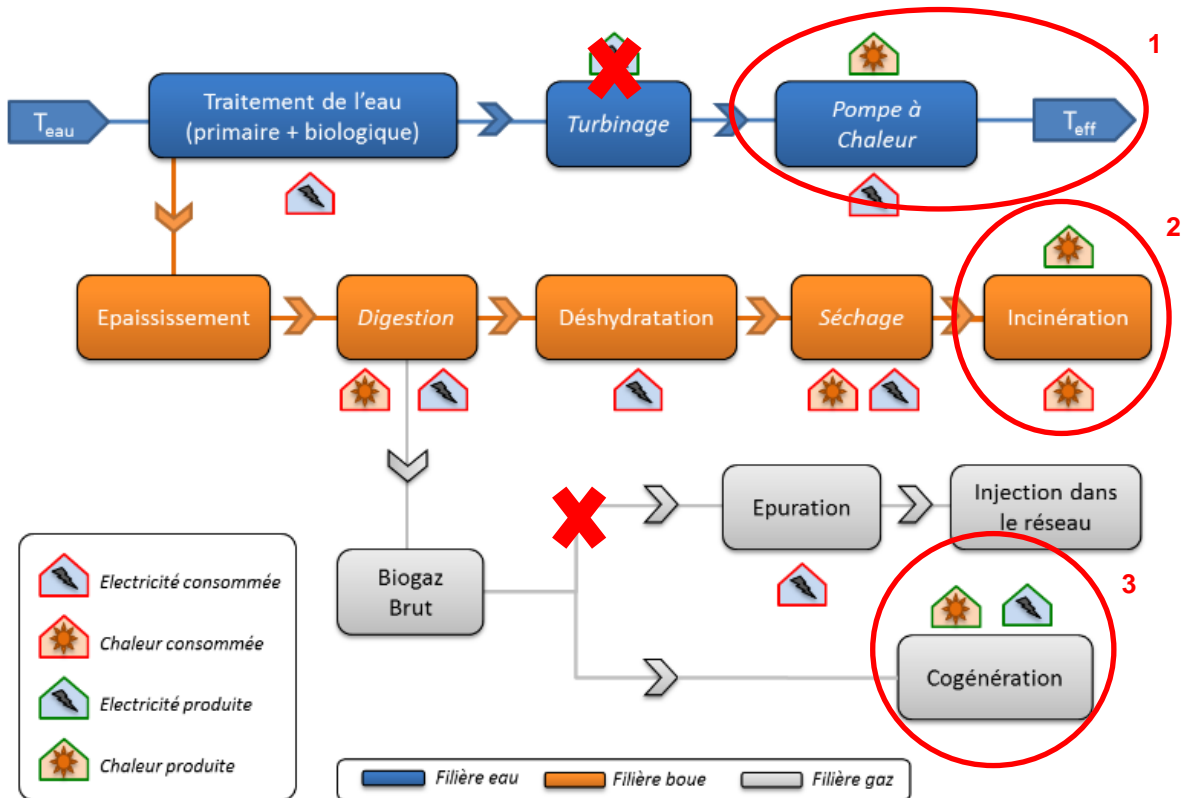 1
T eau
Traitement de l'eau
(primaire + biologique)
Turbinage
Pompe à
Chaleur
T eff
2
Epaississement
Digestion
Déshydratation
Séchage
Incinération
Epuration
Injection dans
le réseau
Biogaz
Brut
3
Cogénération
Electricité consommée
Chaleur consommée
Electricité produite
Chaleur produite
Filière eau
Filière boue
Filière gaz